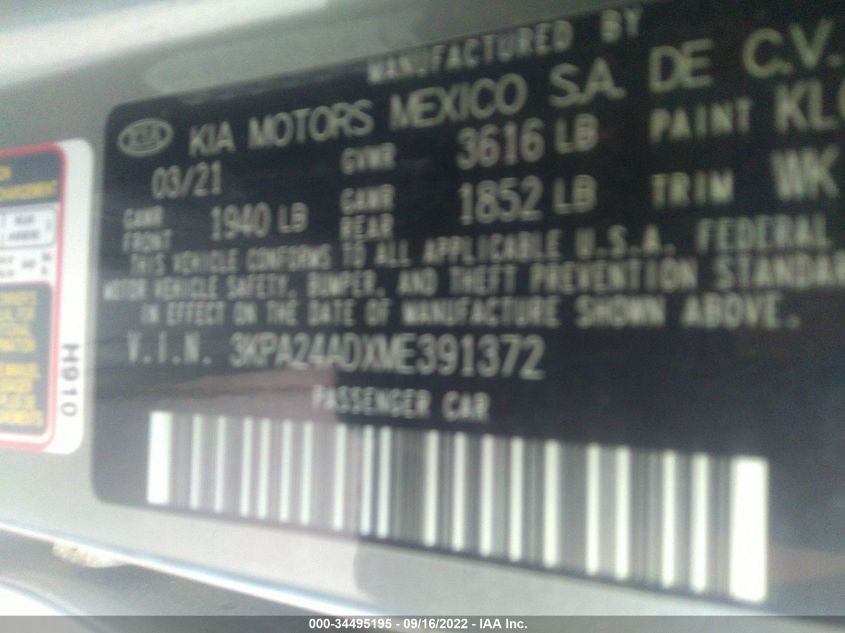 MANUFACTURED BY
KIA KIA MOTORS MEXICO S.A. DE C.V.
03/21 GVWR 3616 LB PAINT
GAWR FRONT 1940 LB GAWR REAR 1852 LB TRIM WK
THIS VEHICLE CONFORMS TO ALL APPLICABLE U.S.A. FEDERAL
MOTOR VEHICLE SAFETY, BUMPER, AND THEFT PREVENTION
IN EFFECT ON THE DATE OF MANUFACTURE SHOWN ABOVE.
V.I.N. 3KPA24ADXME391372
PASSENGER CAR
H910
000-34495195 - 09/16/2022 - IAA Inc.